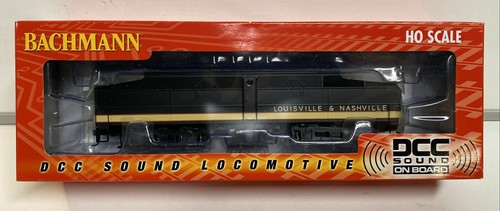 BACHMANN
HO SCALE
LOUISVILLE & NASHVILLE
DCC SOUND LOCOMOTIVE
DCC
SOUND
ON BOARD